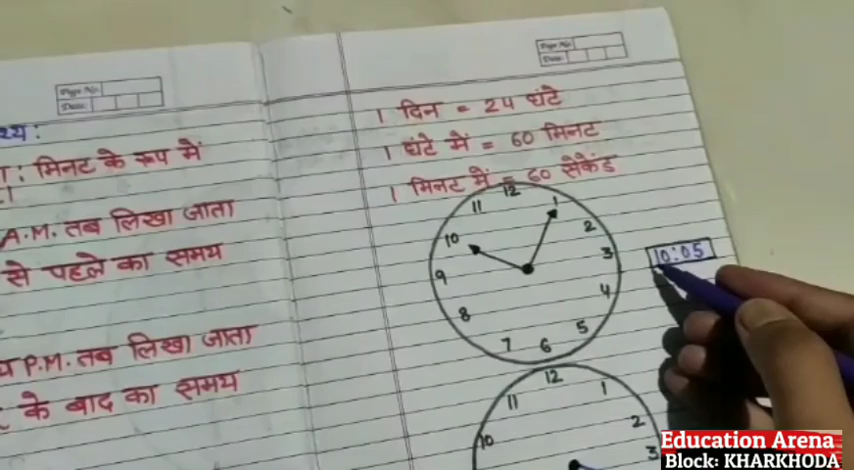 Page No.
Date
: मिनट के रूप में
A.M. तब लिखा जाता
से पहले का समय
P.M. तब लिखा जाता
के बाद का समय
Page No.
Date
1 दिन = 24 घंटे
1 घंटे में = 60 मिनट
1 मिनट में = 60 सेकेंड
12
11 1
10 2
9 3
8 4
7 6 5
10:05
12
11 1
10 2
3
Education Arena
Block: KHARKHODA